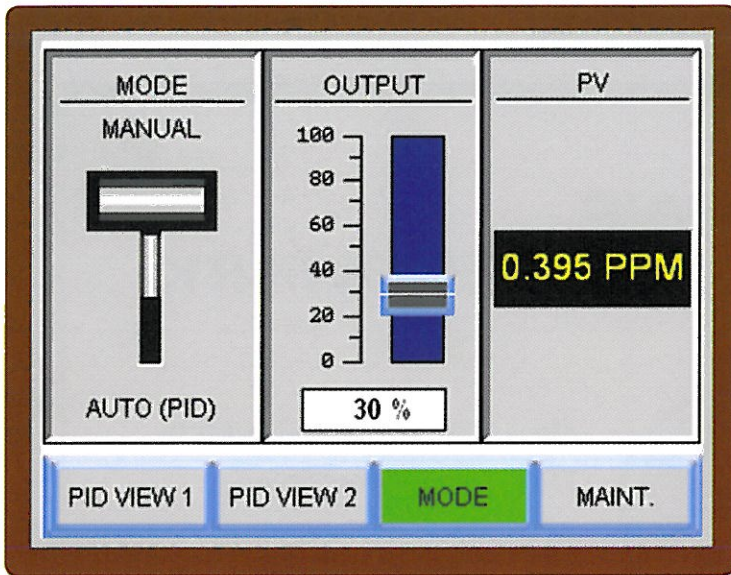 MODE
MANUAL
AUTO (PID)
OUTPUT
100
80
60
40
20
0
30 %
PV
0.395 PPM
PID VIEW 1
PID VIEW 2
MODE
MAINT.